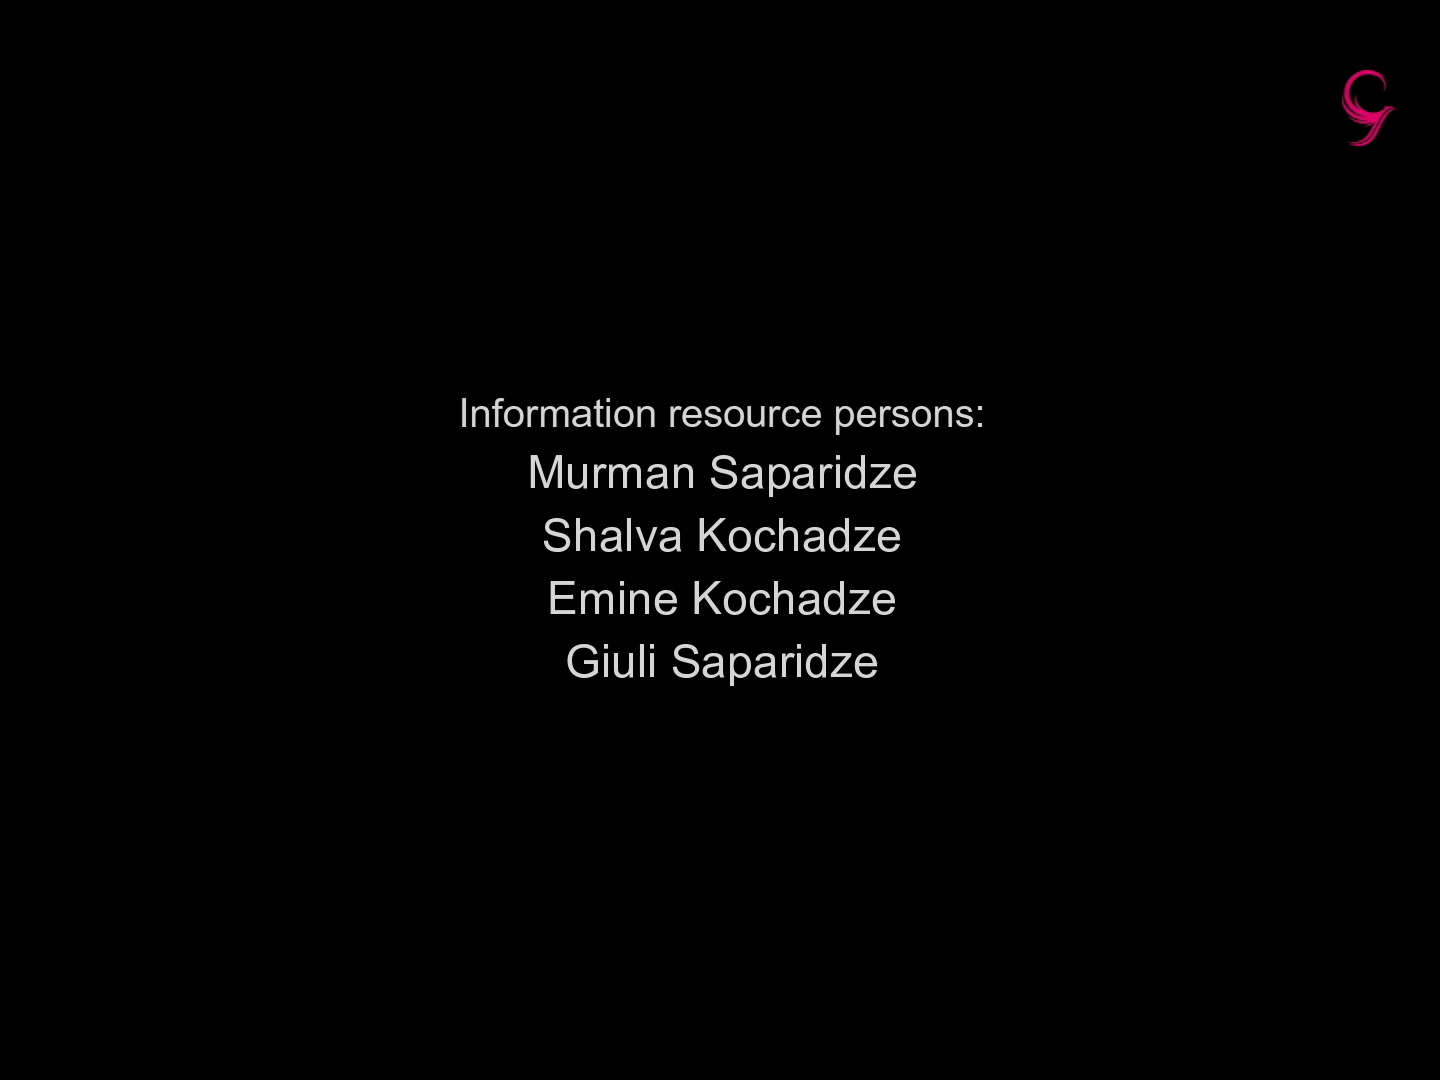 Information resource persons:
Murman Saparidze
Shalva Kochadze
Emine Kochadze
Giuli Saparidze